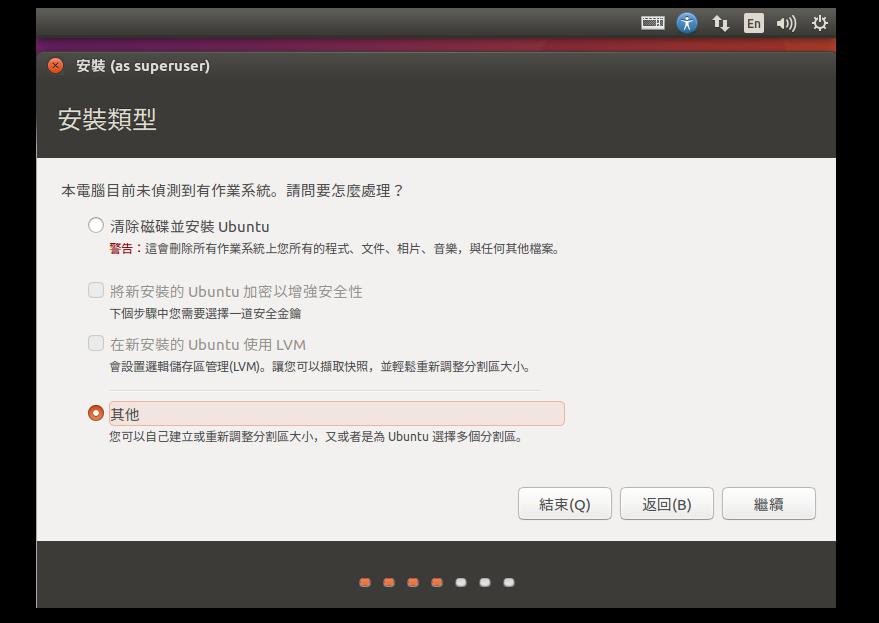 En
安裝 (as superuser)
安裝類型
本電腦目前未偵測到有作業系統。請問要怎麼處理？
清除磁碟並安裝 Ubuntu
警告：這會刪除所有作業系統上您所有的程式、文件、相片、音樂，與任何其他檔案。
將新安裝的 Ubuntu 加密以增強安全性
下個步驟中您需要選擇一道安全金鑰
在新安裝的 Ubuntu 使用 LVM
會設置邏輯儲存區管理(LVM)。讓您可以擷取快照，並輕鬆重新調整分割區大小。
其他
您可以自己建立或重新調整分割區大小，又或者是為 Ubuntu 選擇多個分割區。
結束(Q) 返回(B) 繼續